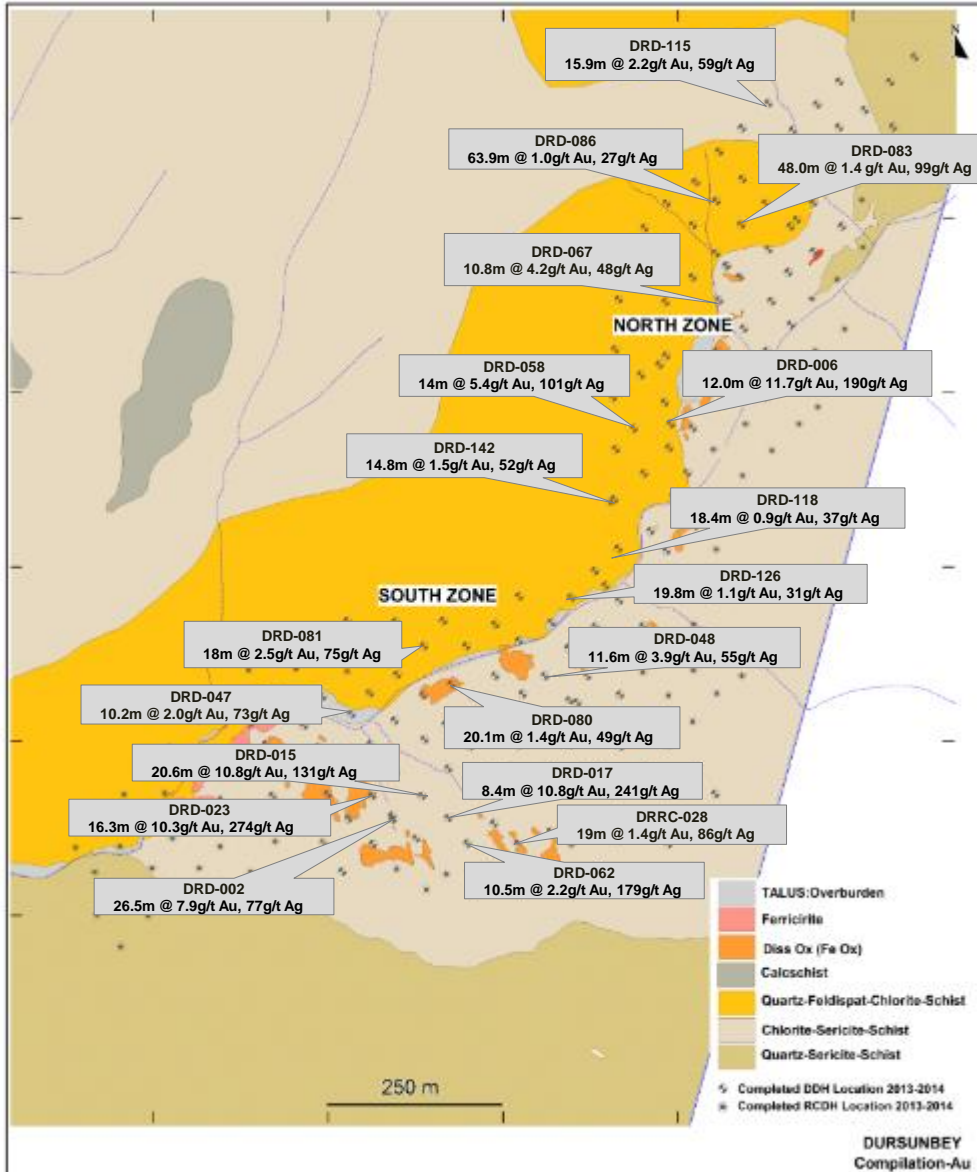 N
DRD-115
15.9m @ 2.2g/t Au, 59g/t Ag
DRD-086
63.9m @ 1.0g/t Au, 27g/t Ag
DRD-083
48.0m @ 1.4 g/t Au, 99g/t Ag
DRD-067
10.8m @ 4.2g/t Au, 48g/t Ag
NORTH ZONE
DRD-058
14m @ 5.4g/t Au, 101g/t Ag
DRD-006
12.0m @ 11.7g/t Au, 190g/t Ag
DRD-142
14.8m @ 1.5g/t Au, 52g/t Ag
DRD-118
18.4m @ 0.9g/t Au, 37g/t Ag
DRD-126
19.8m @ 1.1g/t Au, 31g/t Ag
SOUTH ZONE
DRD-081
18m @ 2.5g/t Au, 75g/t Ag
DRD-048
11.6m @ 3.9g/t Au, 55g/t Ag
DRD-047
10.2m @ 2.0g/t Au, 73g/t Ag
DRD-080
20.1m @ 1.4g/t Au, 49g/t Ag
DRD-015
20.6m @ 10.8g/t Au, 131g/t Ag
DRD-017
8.4m @ 10.8g/t Au, 241g/t Ag
DRD-023
16.3m @ 10.3g/t Au, 274g/t Ag
DRRC-028
19m @ 1.4g/t Au, 86g/t Ag
DRD-062
10.5m @ 2.2g/t Au, 179g/t Ag
DRD-002
26.5m @ 7.9g/t Au, 77g/t Ag
TALUS:Overburden
Ferricirite
Diss Ox (Fe Ox)
Calcschist
Quartz-Feldispat-Chlorite-Schist
Chlorite-Sericite-Schist
Quartz-Sericite-Schist
250 m
Completed DDH Location 2013-2014
Completed RCDH Location 2013-2014
DURSUNBEY
Compilation-Au